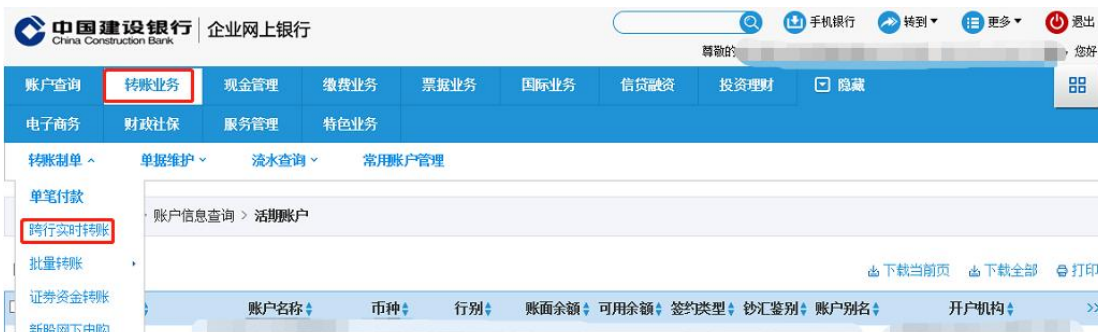 中国建设银行 企业网上银行 手机银行 转到 更多 退出
China Construction Bank
尊敬的 您好
账户查询 转账业务 现金管理 缴费业务 票据业务 国际业务 信贷融资 投资理财 隐藏
电子商务 财政社保 服务管理 特色业务
转账制单 单据维护 流水查询 常用账户管理
单笔付款
账户信息查询 > 活期账户
跨行实时转账
批量转账 下载当前页 下载全部 打印
证券资金转账
账户名称 币种 行别 账面余额 可用余额 签约类型 钞汇鉴别 账户别名 开户机构 >>
新股网下申购